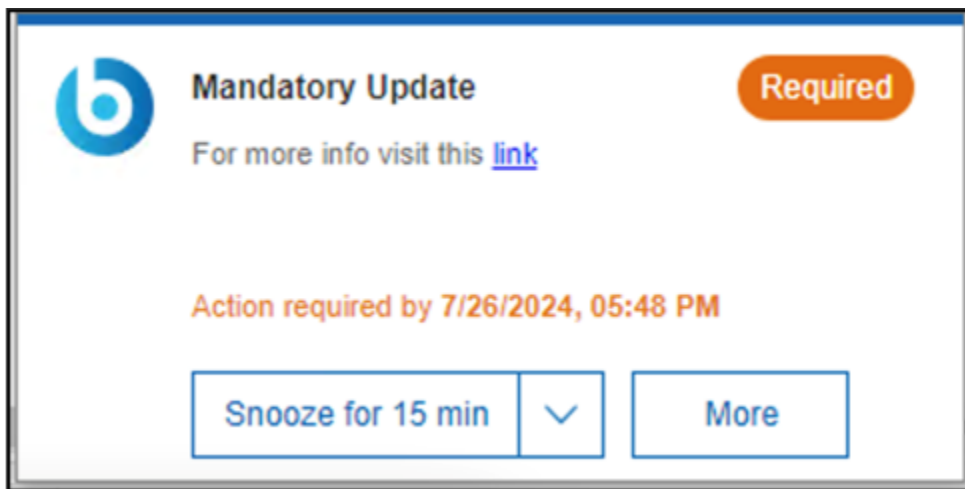 Mandatory Update
Required
For more info visit this link
Action required by 7/26/2024, 05:48 PM
Snooze for 15 min
More